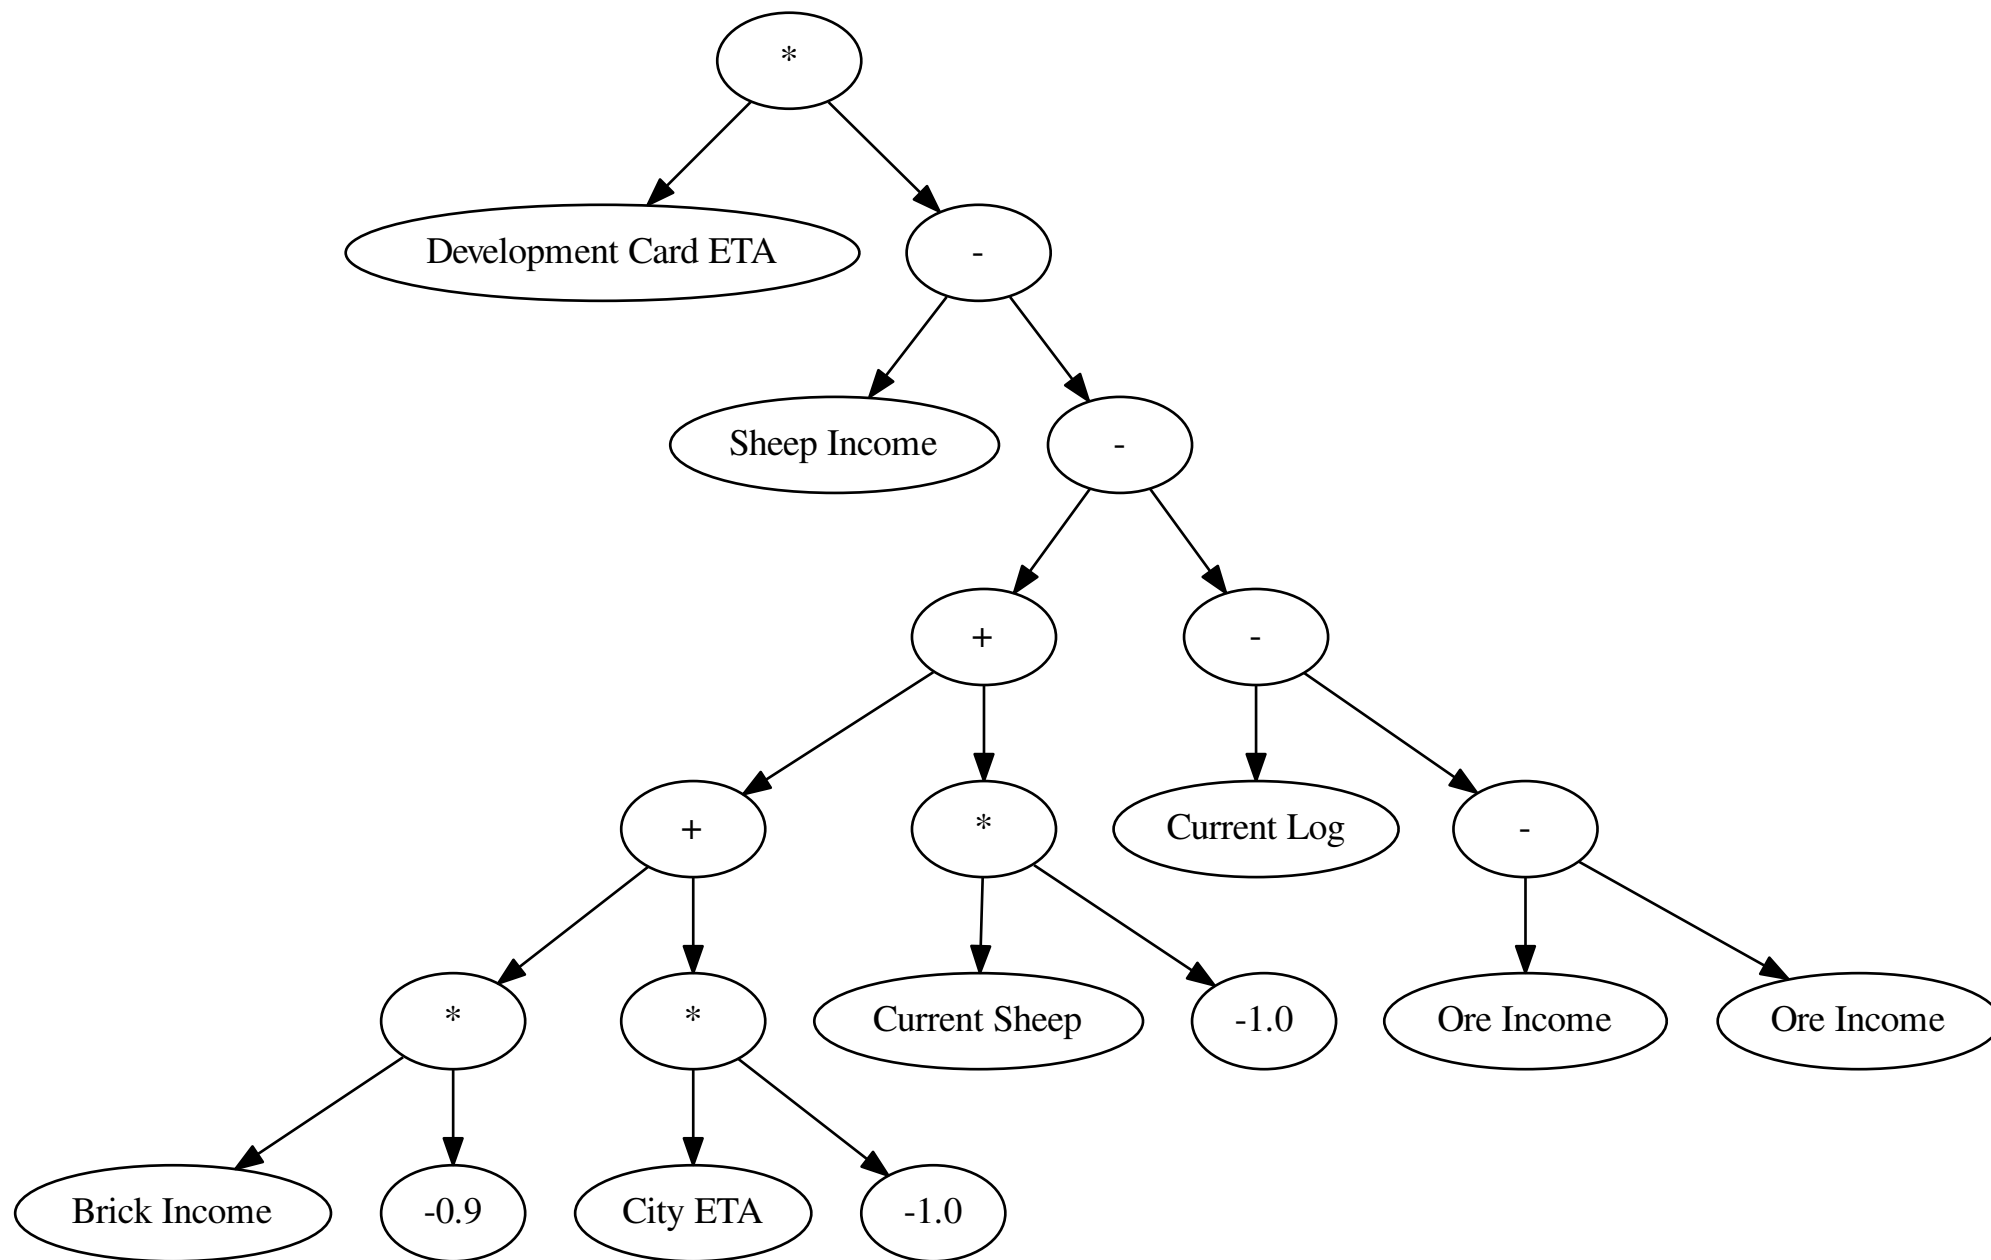 *
Development Card ETA
-
Sheep Income
-
+
-
+
*
Current Log
-
*
*
Current Sheep
-1.0
Ore Income
Ore Income
Brick Income
-0.9
City ETA
-1.0